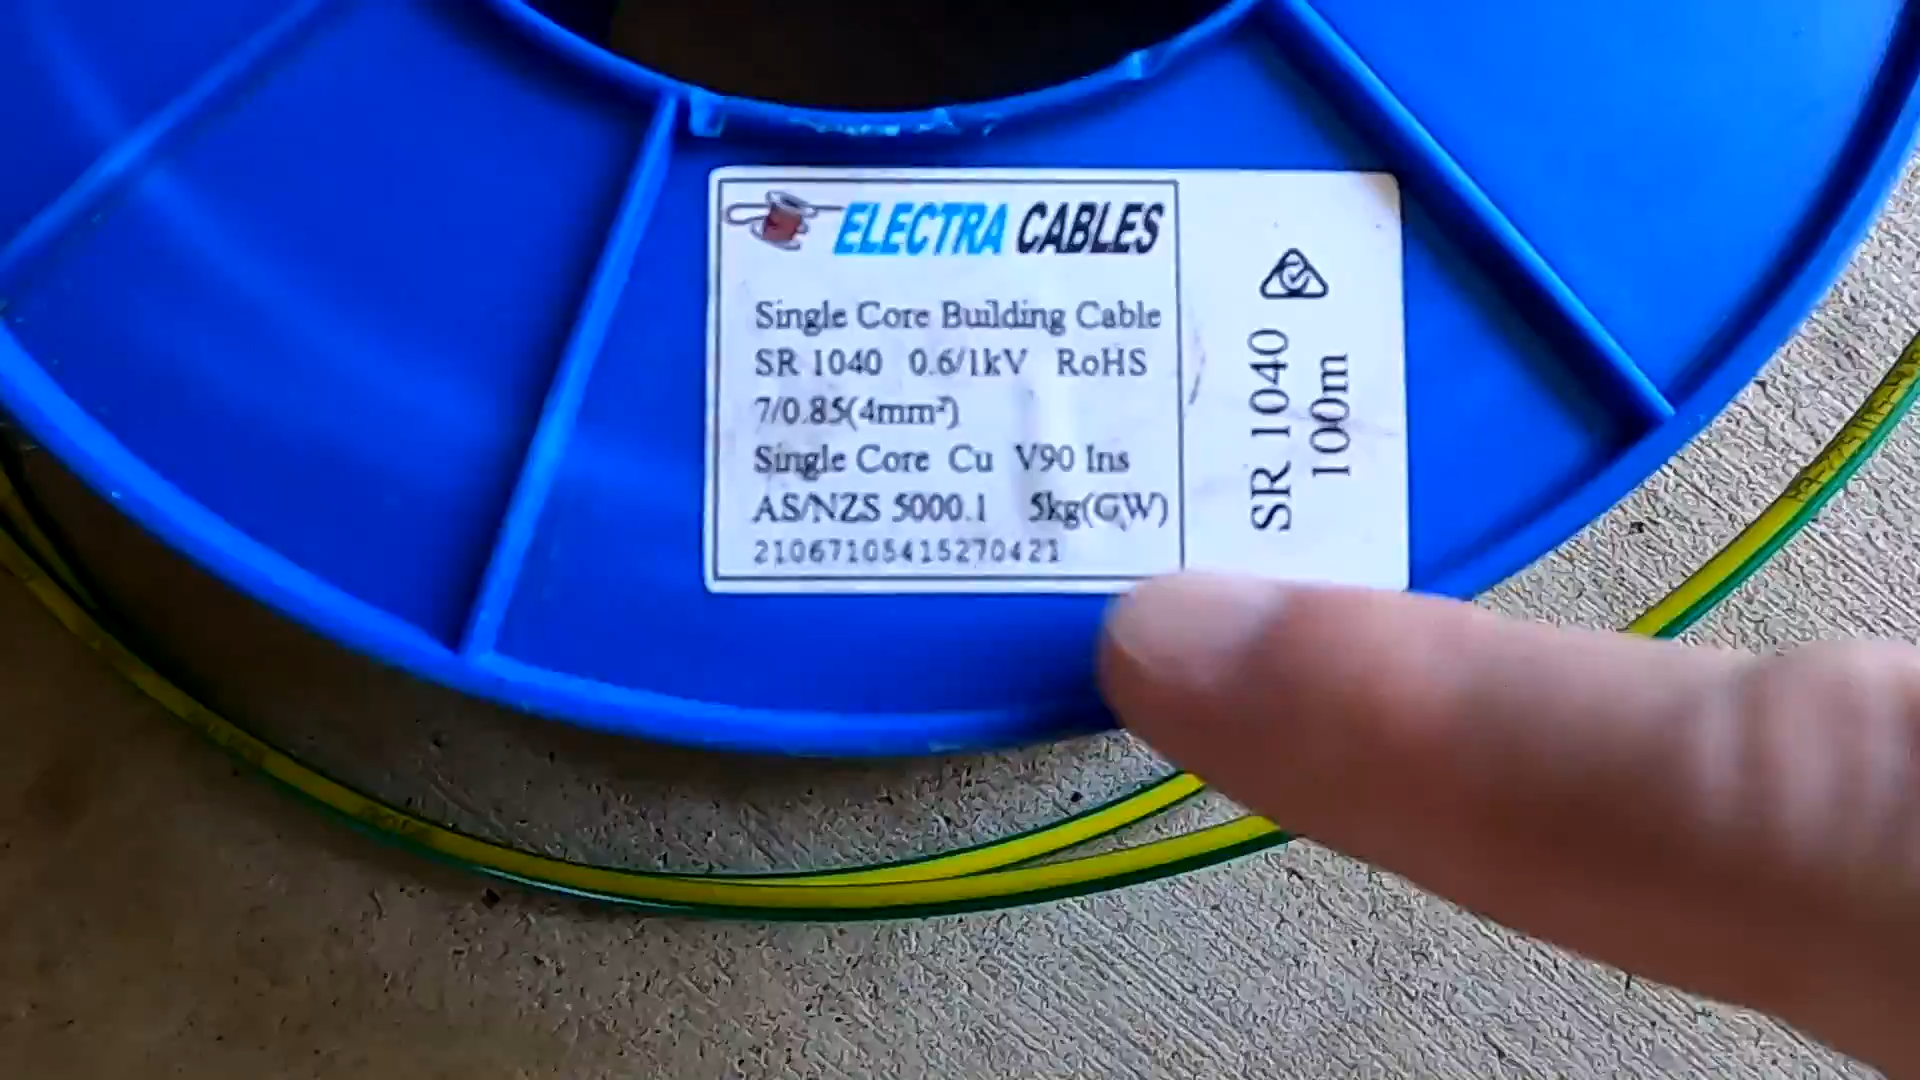 ELECTRA CABLES
Single Core Building Cable
SR 1040 0.6/1kV RoHS
7/0.85(4mm²)
Single Core Cu V90 Ins
AS/NZS 5000.1 5kg(GW)
21067105415270421
SR 1040
100m